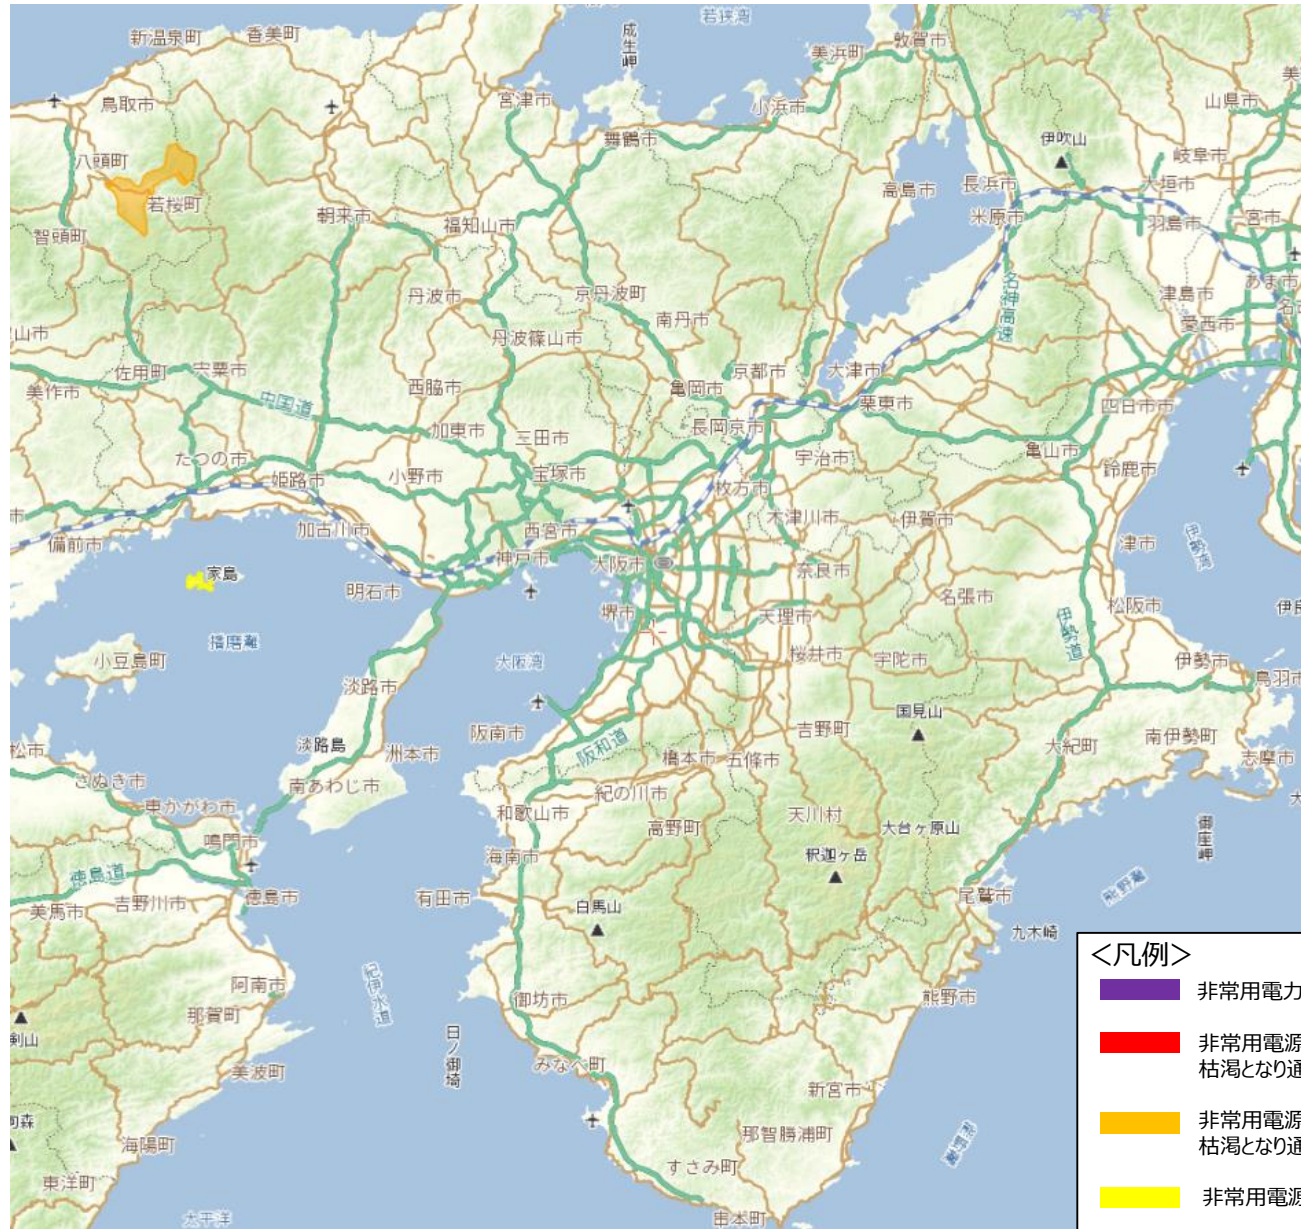 若狭湾
新温泉町
香美町
成生岬
美浜町
敦賀市
鳥取市
宮津市
小浜市
山県市
舞鶴市
伊吹山
岐阜市
八頭町
若桜町
高島市
長浜市
大垣市
朝来市
福知山市
米原市
羽島市
一宮市
智頭町
丹波市
京丹波町
名神高速
津島市
あま市
南丹市
愛西市
山市
丹波篠山市
佐用町
宍粟市
京都市
大津市
美作市
西脇市
亀岡市
栗東市
中国道
四日市市
加東市
三田市
長岡京市
たつの市
姫路市
小野市
宝塚市
宇治市
亀山市
鈴鹿市
枚方市
市
備前市
加古川市
西宮市
木津川市
伊賀市
津市
伊勢湾
家島
神戸市
大阪市
奈良市
明石市
堺市
天理市
名張市
松阪市
伊良
播磨灘
小豆島町
大阪湾
桜井市
宇陀市
伊勢道
伊勢市
鳥羽市
淡路市
国見山
淡路島
洲本市
阪南市
阪和道
吉野町
大紀町
南伊勢町
志摩市
松市
さぬき市
南あわじ市
橋本市
五條市
東かがわ市
和歌山市
紀の川市
高野町
天川村
大台ヶ原山
御座岬
鳴門市
海南市
釈迦ヶ岳
徳島道
徳島市
有田市
尾鷲市
熊野灘
美馬市
吉野川市
白馬山
九木崎
阿南市
紀伊水道
御坊市
熊野市
那賀町
剣山
日ノ御埼
みなべ町
美波町
新宮市
那智勝浦町
海陽町
すさみ町
東洋町
太平洋
串本町
<凡例>
非常用電力
非常用電源
枯渇となり通
非常用電源
枯渇となり通
非常用電源